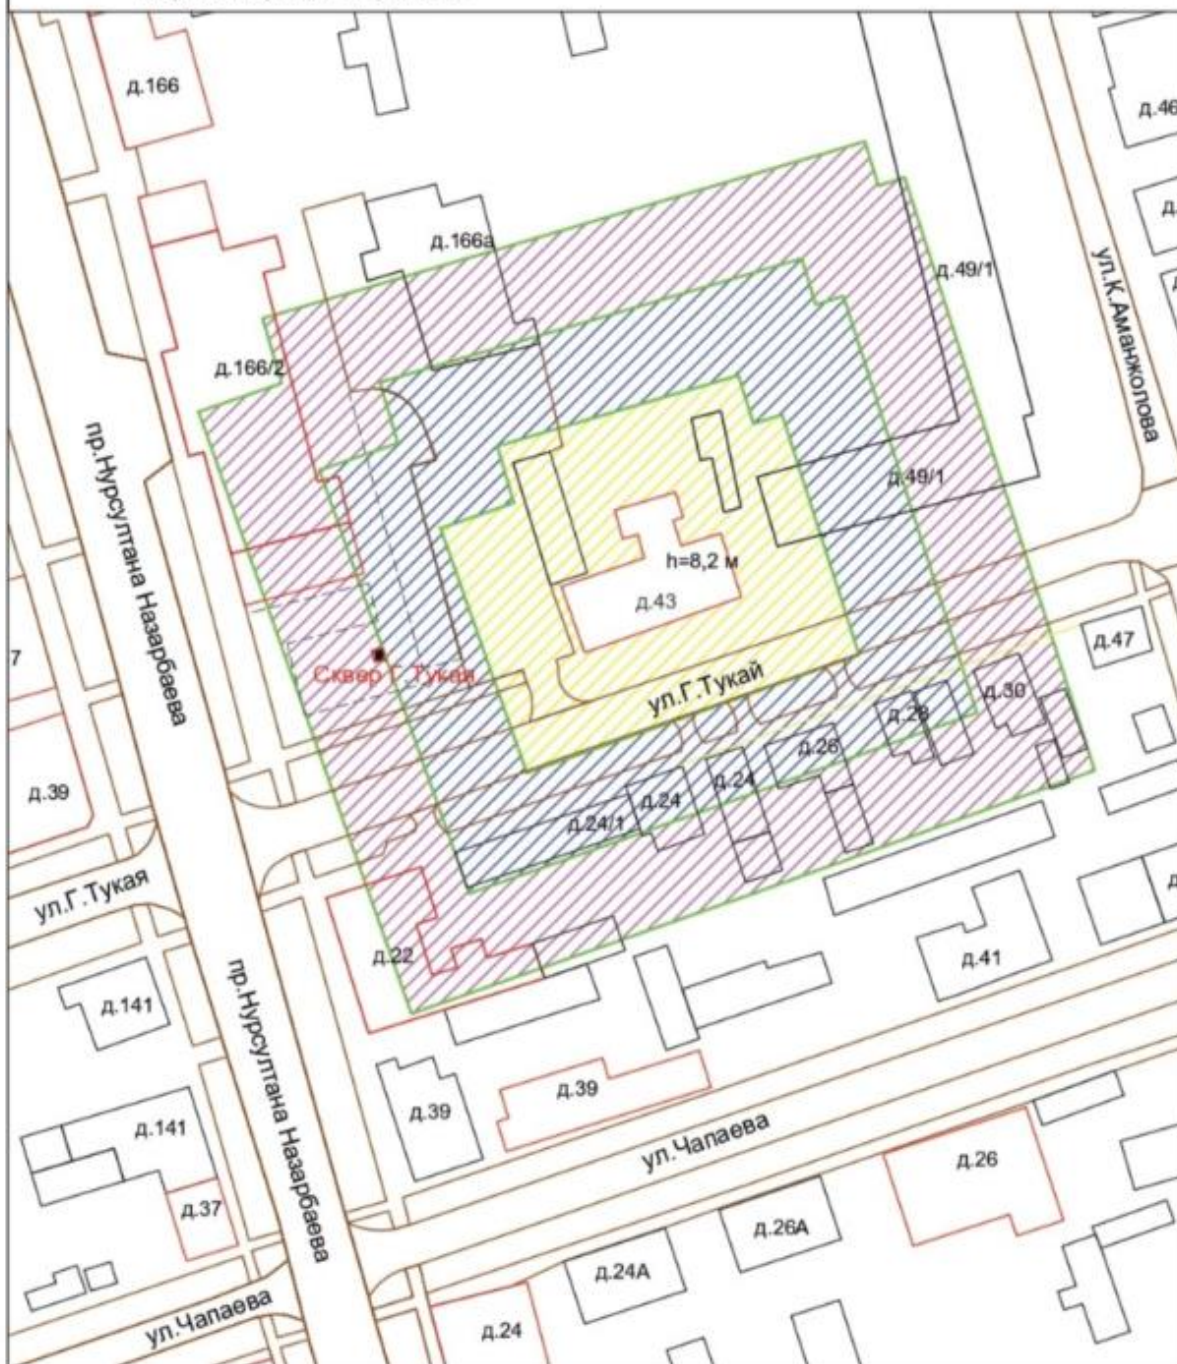 д.166
д.46
д.166а
д.49/1
ул.К.Аманжолова
д.166/2
пр.Нурсултана Назарбаева
д.49/1
h=8,2 м
д.43
д.47
7
Сквер Г. Тукая
ул.Г.Тукай
д.30
д.28
д.26
д.24
д.24
д.24/1
д.39
ул.Г.Тукая
д.22
д.41
д.141
пр.Нурсултана Назарбаева
д.39
д.39
д.141
ул.Чапаева
д.26
д.37
д.26А
д.24А
ул.Чапаева
д.24